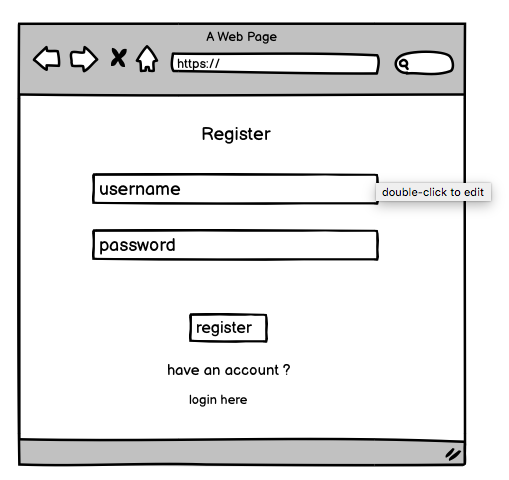 A Web Page
https://
Register
username
double-click to edit
password
register
have an account ?
login here